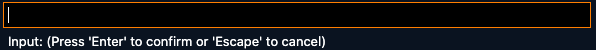 Input: (Press 'Enter' to confirm or 'Escape' to cancel)